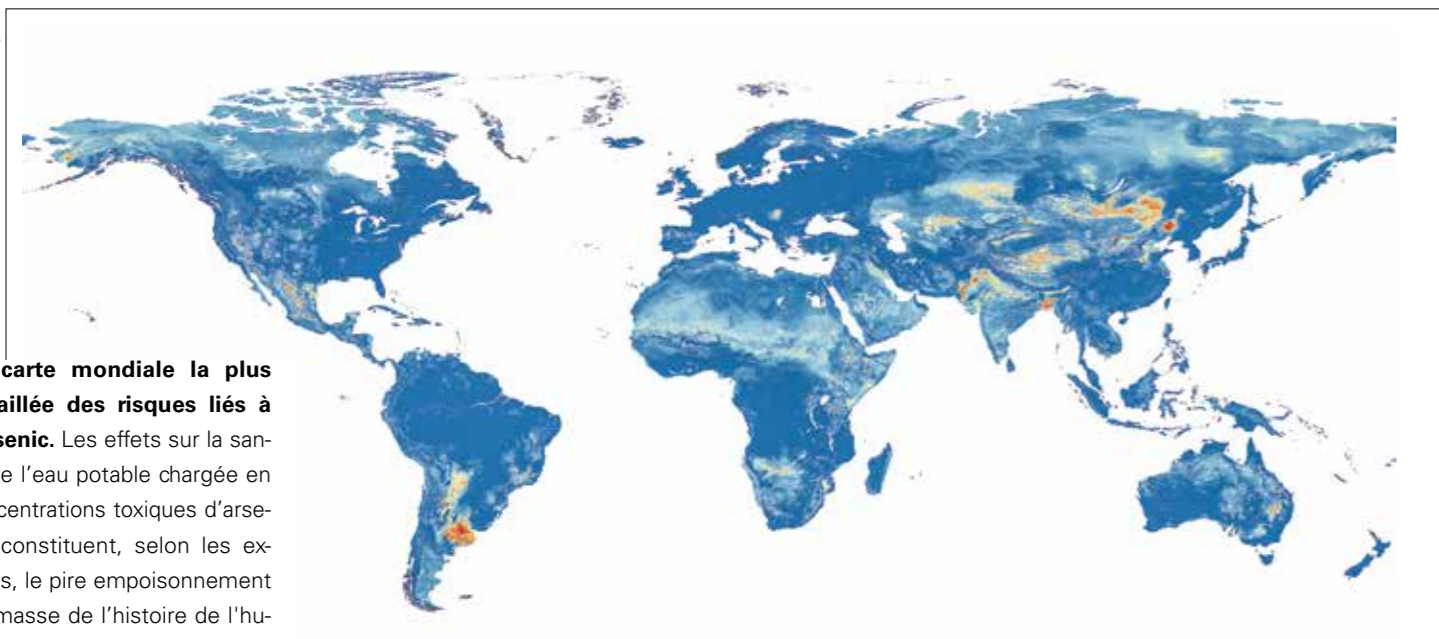 carte mondiale la plus
aillée des risques liés à
senic. Les effets sur la san-
e l'eau potable chargée en
centrations toxiques d'arse-
constituent, selon les ex-
s, le pire empoisonnement
masse de l'histoire de l'hu-